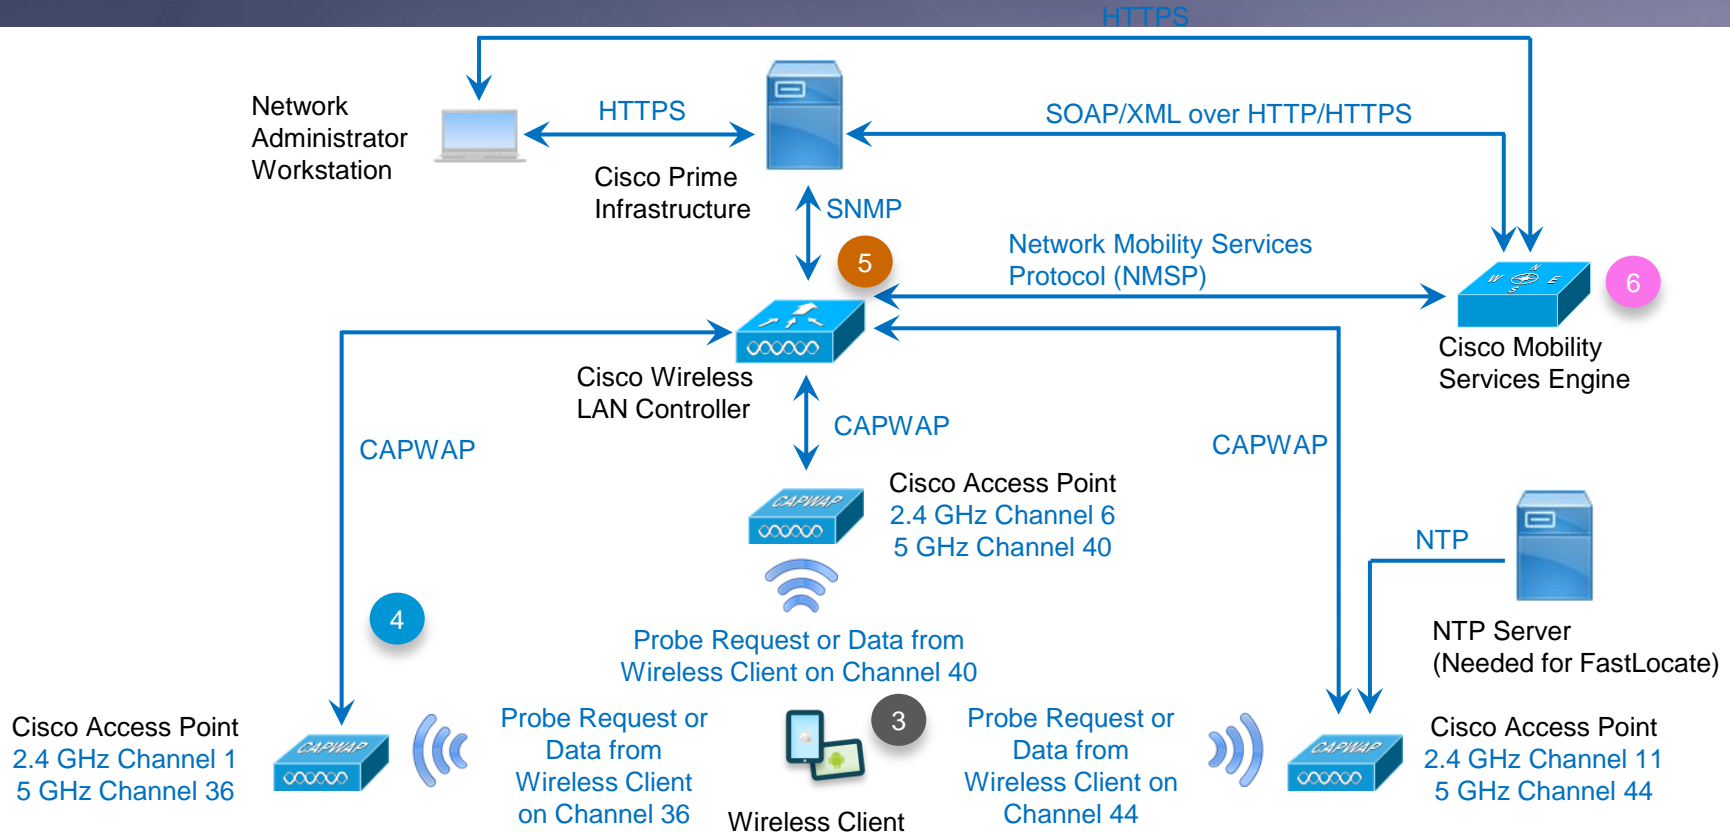 HTTPS
Network
Administrator
Workstation
HTTPS
SOAP/XML over HTTP/HTTPS
Cisco Prime
Infrastructure
SNMP
5
Network Mobility Services
Protocol (NMSP)
N
W
E
S
6
Cisco Mobility
Services Engine
Cisco Wireless
LAN Controller
CAPWAP
CAPWAP
CAPWAP
CAPWAP
Cisco Access Point
2.4 GHz Channel 6
5 GHz Channel 40
NTP
4
NTP Server
(Needed for FastLocate)
Probe Request or Data from
Wireless Client on Channel 40
3
Cisco Access Point
2.4 GHz Channel 1
5 GHz Channel 36
CAPWAP
Probe Request or
Data from
Wireless Client
on Channel 36
Wireless Client
Probe Request or
Data from
Wireless Client on
Channel 44
CAPWAP
Cisco Access Point
2.4 GHz Channel 11
5 GHz Channel 44